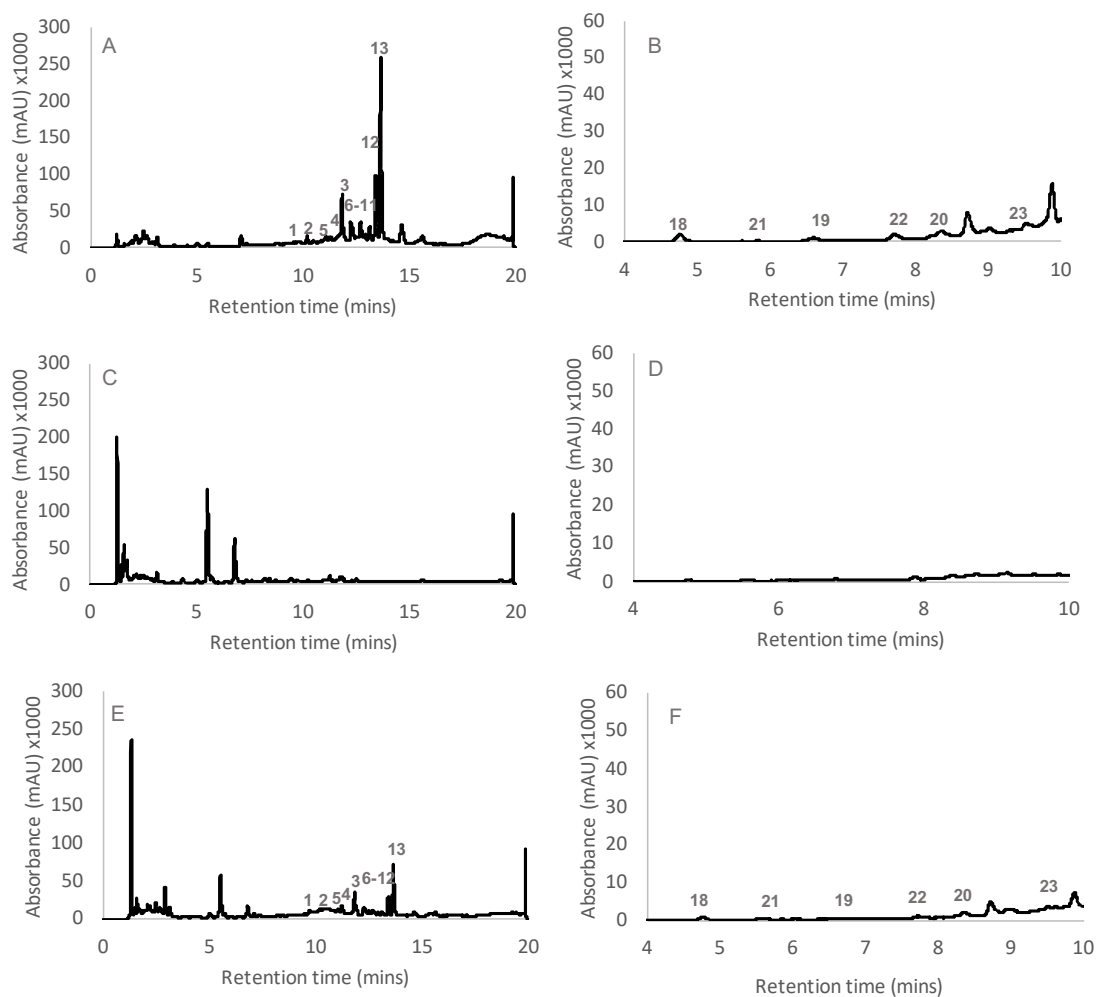 A
Absorbance (mAU) x1000
300
250
200
150
100
50
0
13
12
3
6-11
4
1
2
5
0 5 10 15 20
Retention time (mins)
B
Absorbance (mAU) x1000
60
50
40
30
20
10
0
18 21 19 22 20 23
4 5 6 7 8 9 10
Retention time (mins)
C
Absorbance (mAU) x1000
300
250
200
150
100
50
0
0 5 10 15 20
Retention time (mins)
D
Absorbance (mAU) x1000
60
50
40
30
20
10
0
4 6 8 10
Retention time (mins)
E
Absorbance (mAU) x1000
300
250
200
150
100
50
0
13
6-12
3
4
1 2 5
0 5 10 15 20
Retention time (mins)
F
Absorbance (mAU) x1000
60
50
40
30
20
10
0
18 21 19 22 20 23
4 5 6 7 8 9 10
Retention time (mins)